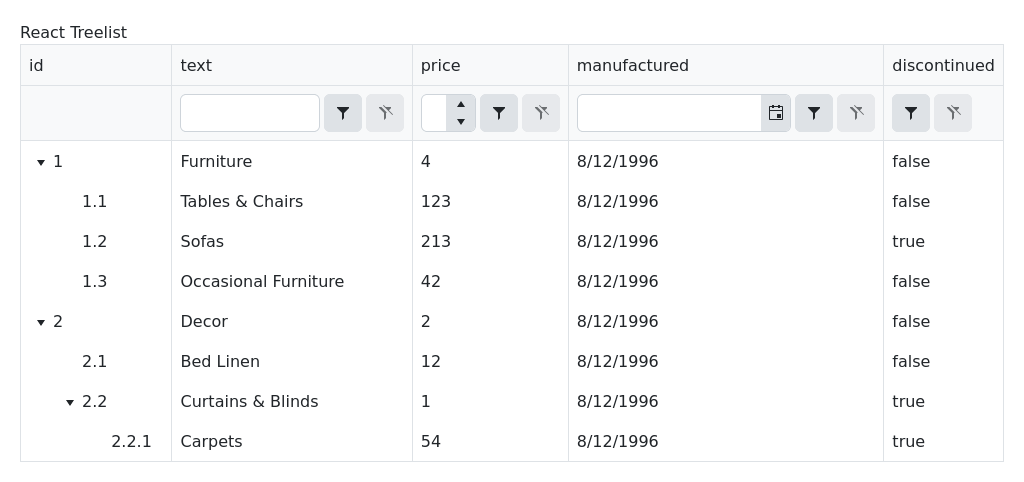 React Treelist
id text price manufactured discontinued
1 Furniture 4 8/12/1996 false
1.1 Tables & Chairs 123 8/12/1996 false
1.2 Sofas 213 8/12/1996 true
1.3 Occasional Furniture 42 8/12/1996 false
2 Decor 2 8/12/1996 false
2.1 Bed Linen 12 8/12/1996 false
2.2 Curtains & Blinds 1 8/12/1996 true
2.2.1 Carpets 54 8/12/1996 true